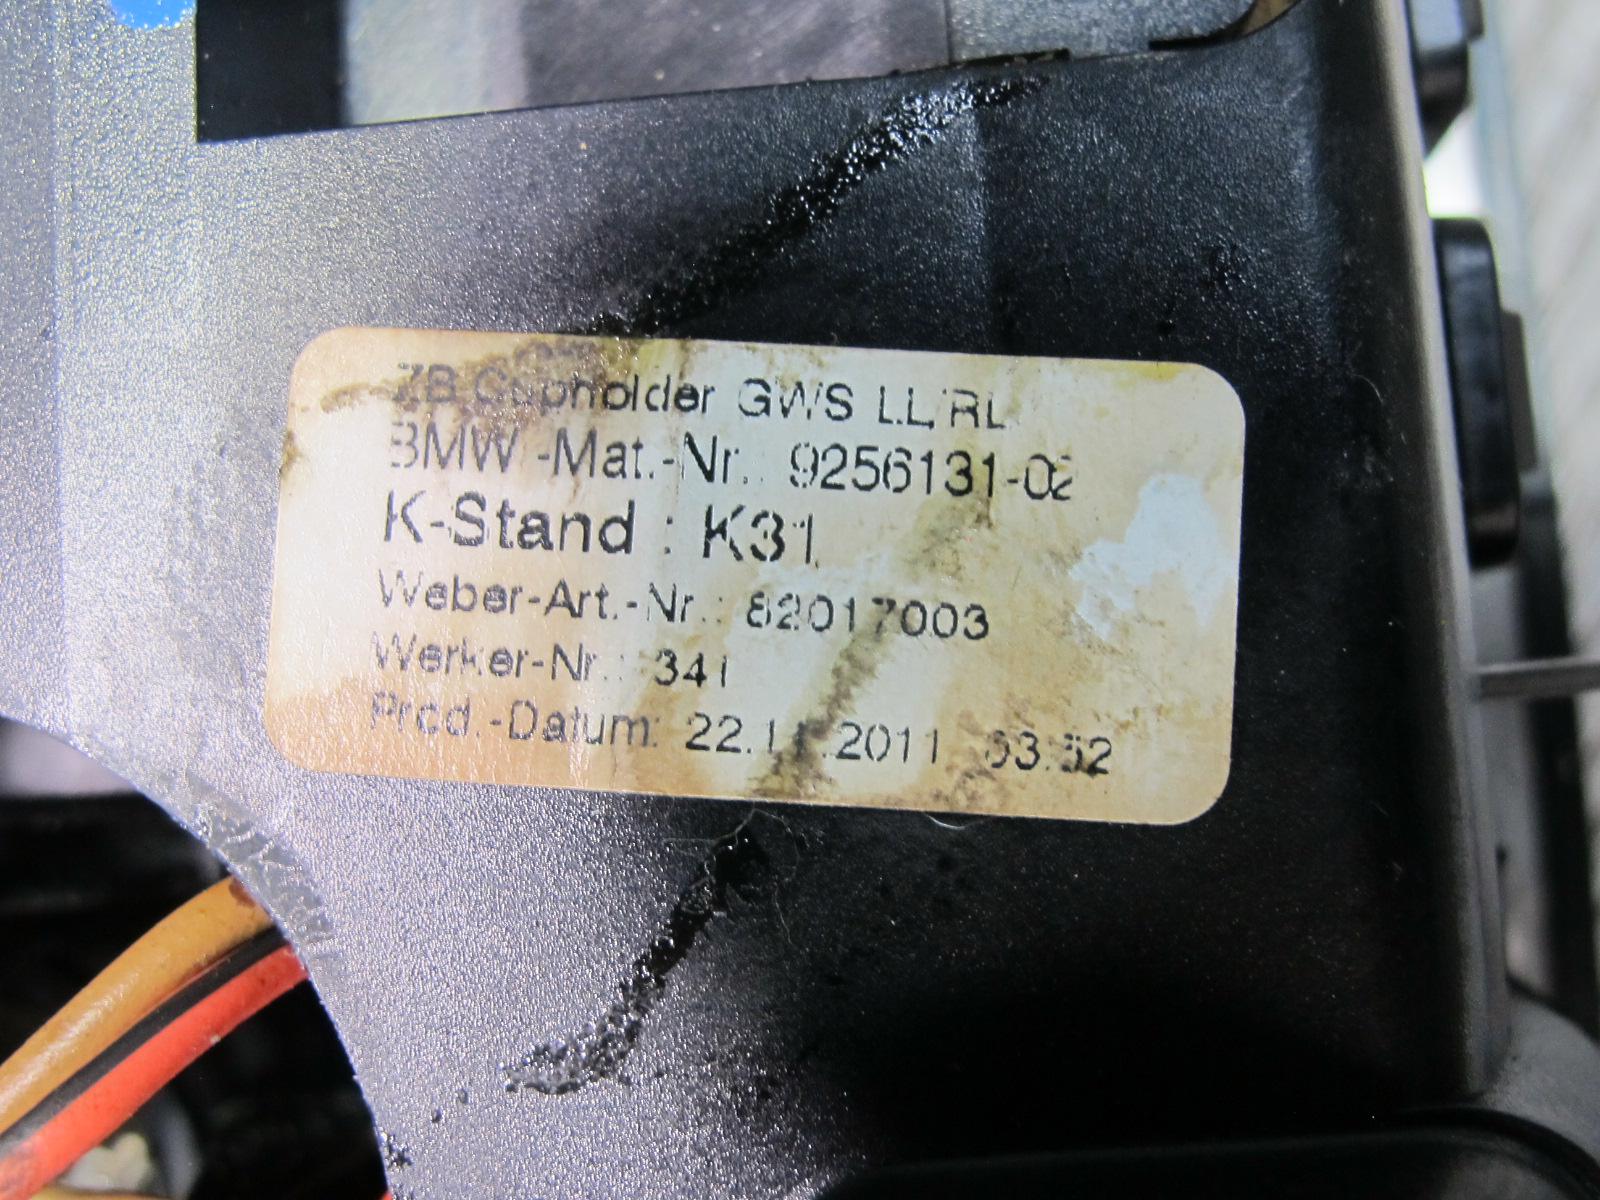 ZB Cupholder GWS LL/RL
BMW.-Mat.-Nr.: 9256131-02
K-Stand : K31
Weber-Art.-Nr.: 82017003
Werker-Nr.: 341
Prod.-Datum: 22.11.2011 03:52